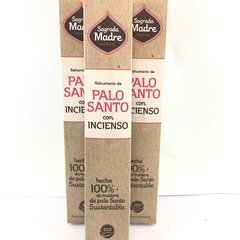 Sagrada
Madre
Sahumerio de
PALO
SANTO
con
INCIENSO
hecho
100%
en madera
de palo Santo
Sustentable
ECO